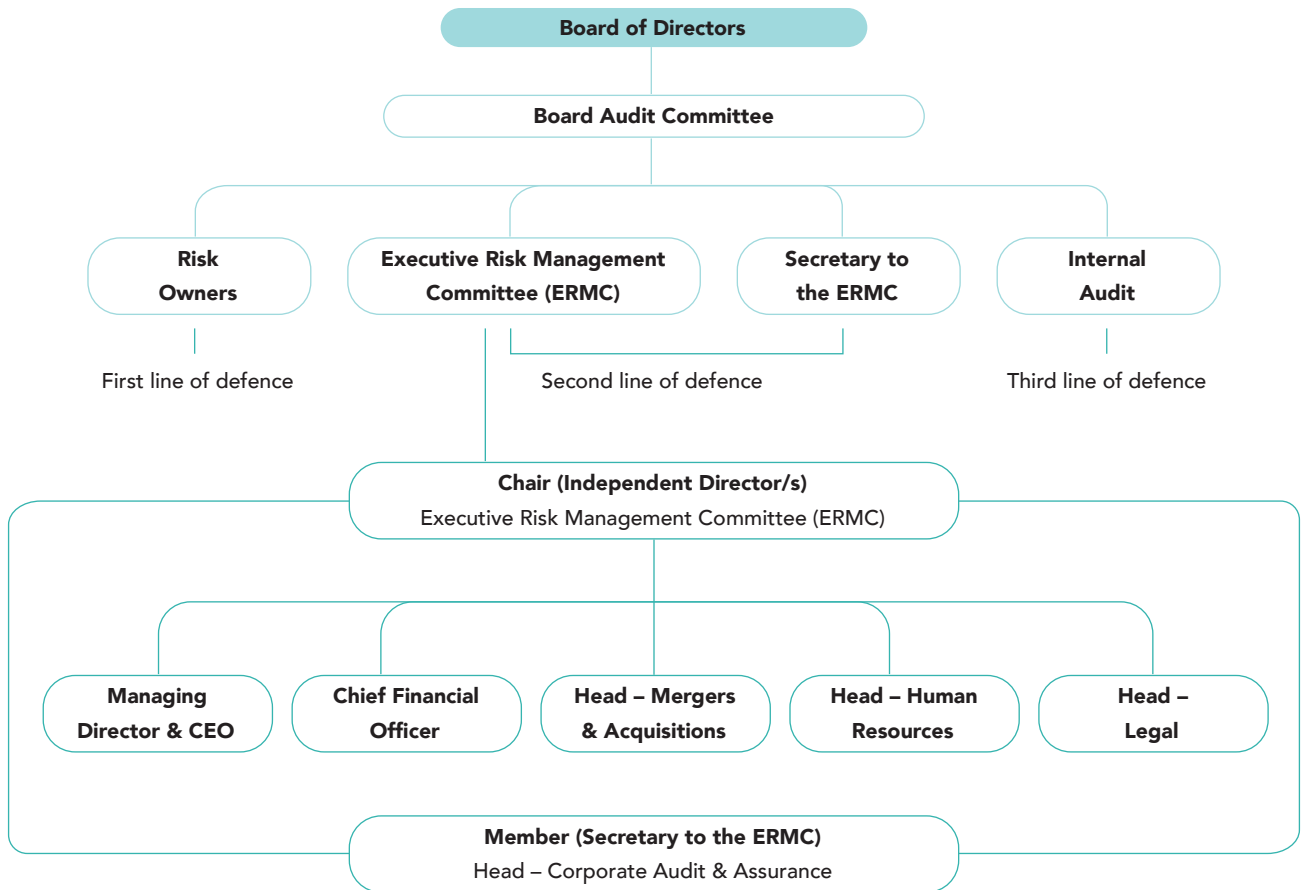 Board of Directors
Board Audit Committee
Risk
Owners
Executive Risk Management
Committee (ERMC)
Secretary to
the ERMC
Internal
Audit
First line of defence
Second line of defence
Third line of defence
Chair (Independent Director/s)
Executive Risk Management Committee (ERMC)
Managing
Director & CEO
Chief Financial
Officer
Head – Mergers
& Acquisitions
Head – Human
Resources
Head –
Legal
Member (Secretary to the ERMC)
Head – Corporate Audit & Assurance